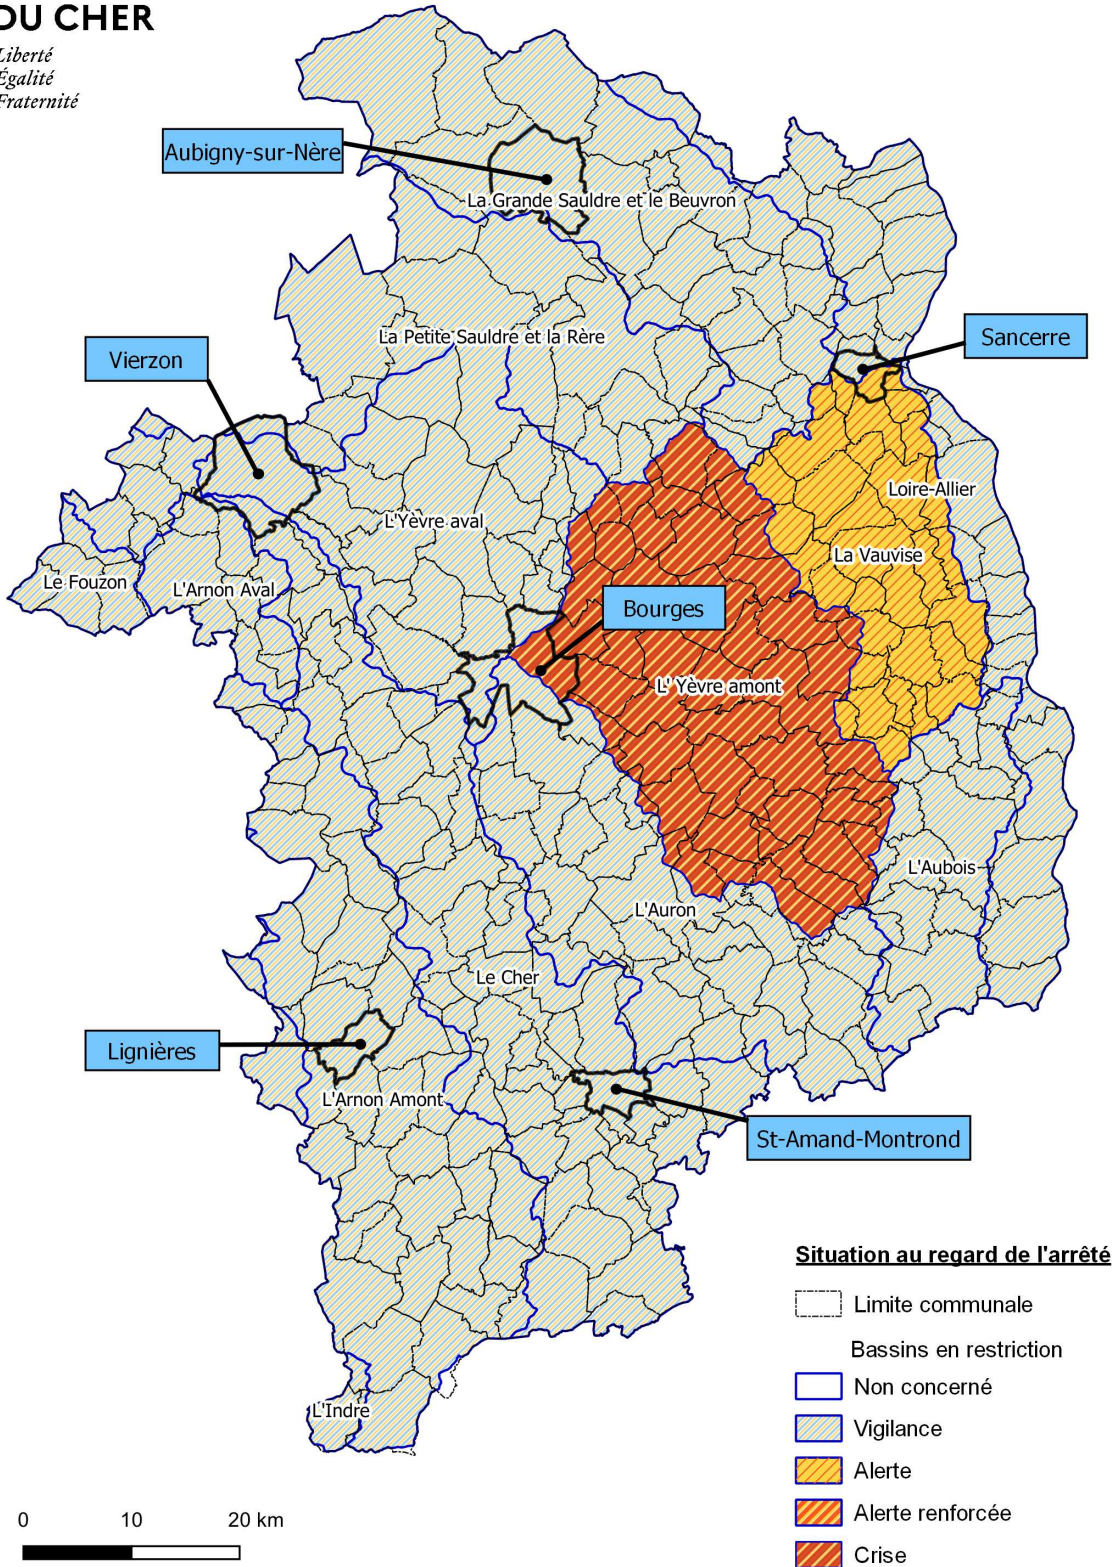 DU CHER
Liberté
Égalité
Fraternité
Aubigny-sur-Nère
La Grande Sauldre et le Beuvron
La Petite Sauldre et la Rère
Sancerre
Vierzon
Loire-Allier
L'Yèvre aval
La Vauvise
Le Fouzon
L'Arnon Aval
Bourges
L' Yèvre amont
L'Aubois
L'Auron
Le Cher
Lignières
L'Arnon Amont
St-Amand-Montrond
L'Indre
Situation au regard de l'arrêté
Limite communale
Bassins en restriction
Non concerné
Vigilance
Alerte
Alerte renforcée
Crise
0 10 20 km